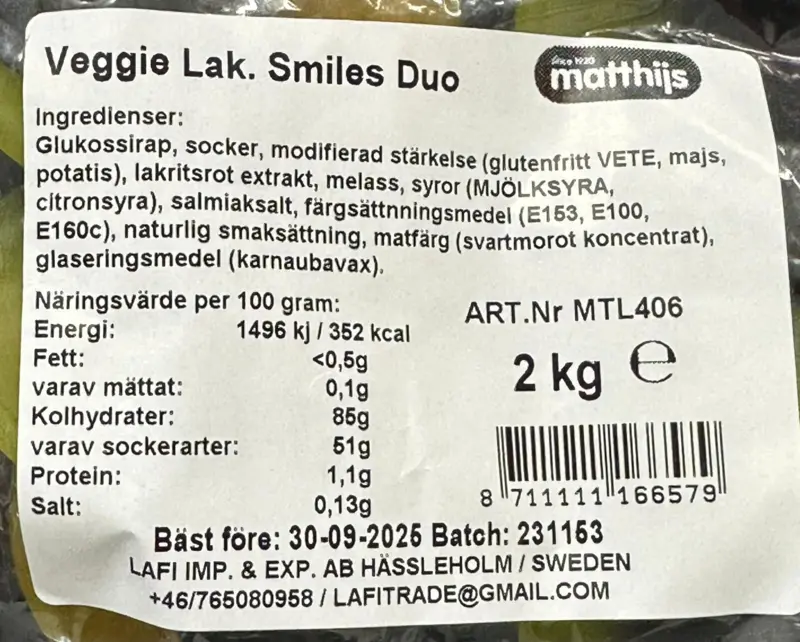 Veggie Lak. Smiles Duo
Since 1920
matthijs
Ingredienser:
Glukossirap, socker, modifierad stärkelse (glutenfritt VETE, majs,
potatis), lakritsrot extrakt, melass, syror (MJÖLKSYRA,
citronsyra), salmiaksalt, färgsättnningsmedel (E153, E100,
E160c), naturlig smaksättning, matfärg (svartmorot koncentrat),
glaseringsmedel (karnaubavax).
Näringsvärde per 100 gram:
Energi: 1496 kj / 352 kcal
Fett: <0,5g
varav mättat: 0,1g
Kolhydrater: 85g
varav sockerarter: 51g
Protein: 1,1g
Salt: 0,13g
ART.Nr MTL406
2 kg ℮
8 711111 166579
Bäst före: 30-09-2025 Batch: 231153
LAFI IMP. & EXP. AB HÄSSLEHOLM / SWEDEN
+46/765080958 / LAFITRADE@GMAIL.COM